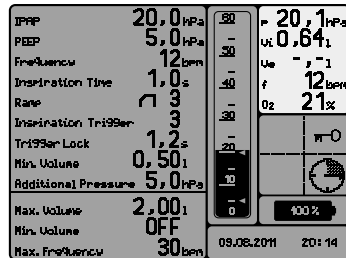 IPAP 20,0 hPa
PEEP 5,0 hPa
Frequency 12 bpm
Inspiration Time 1,0 s
Ramp 3
Inspiration Trigger 3
Trigger Lock 1,2 s
Min. Volume 0,50 l
Additional Pressure 5,0 hPa
Max. Volume 2,00 l
Min. Volume OFF
Max. Frequency 30 bpm
60
50
40
30
20
10
0
P 20,1 hPa
Vi 0,64 l
Ve -,- l
f 12 bpm
O2 21 %
100 %
09.08.2011 20:14